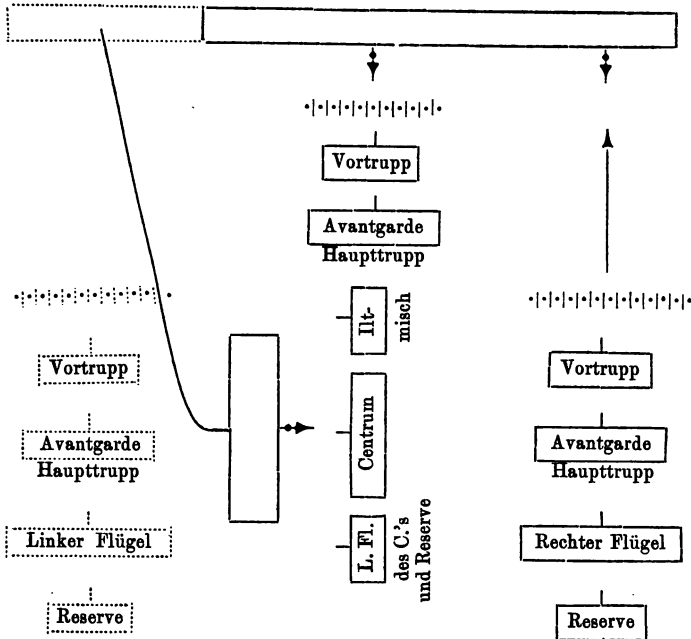 Vortrupp
Avantgarde
Haupttrupp
Ilt-
misch
Vortrupp
Vortrupp
Centrum
Avantgarde
Haupttrupp
Avantgarde
Haupttrupp
L. Fl.
des C.'s
und Reserve
Linker Flügel
Rechter Flügel
Reserve
Reserve